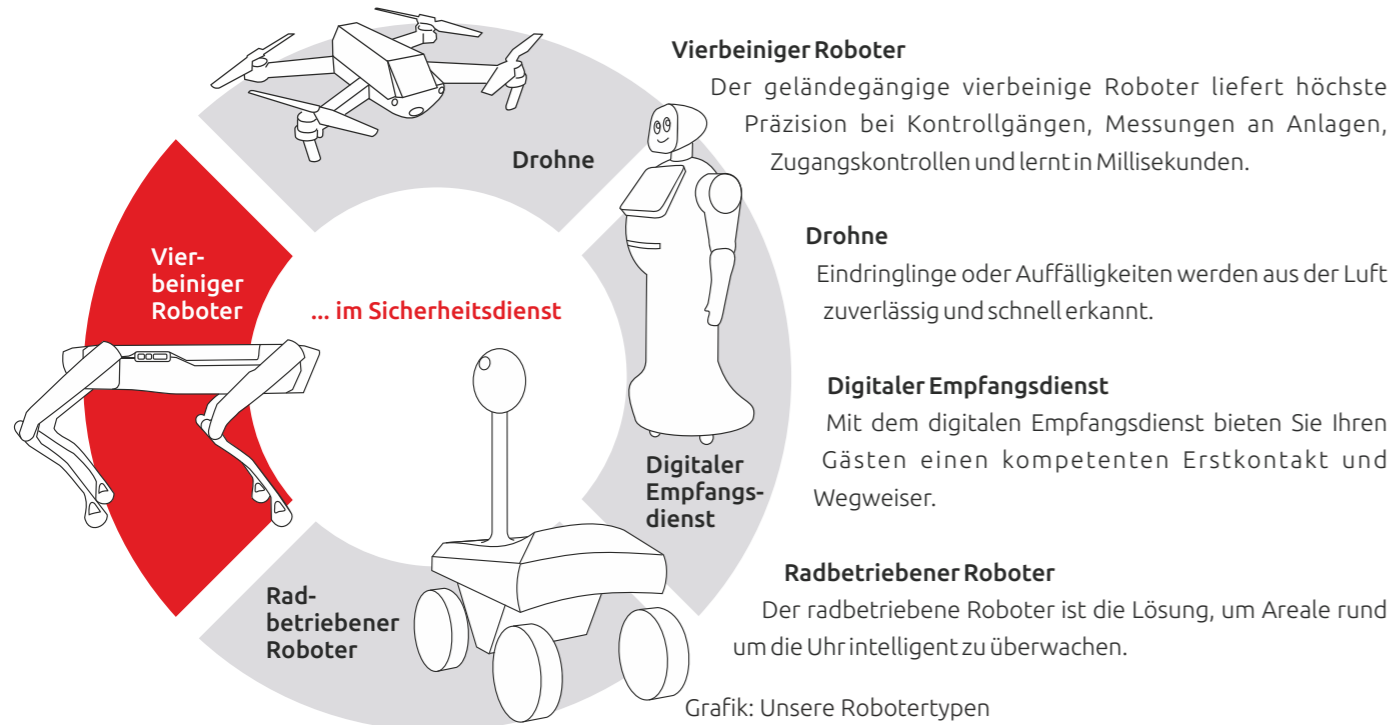 Drohne
Vier-
beiniger
Roboter
... im Sicherheitsdienst
Digitaler
Empfangs-
dienst
Rad-
betriebener
Roboter
Vierbeiniger Roboter
Der geländegängige vierbeinige Roboter liefert höchste
Präzision bei Kontrollgängen, Messungen an Anlagen,
Zugangskontrollen und lernt in Millisekunden.
Drohne
Eindringlinge oder Auffälligkeiten werden aus der Luft
zuverlässig und schnell erkannt.
Digitaler Empfangsdienst
Mit dem digitalen Empfangsdienst bieten Sie Ihren
Gästen einen kompetenten Erstkontakt und
Wegweiser.
Radbetriebener Roboter
Der radbetriebene Roboter ist die Lösung, um Areale rund
um die Uhr intelligent zu überwachen.
Grafik: Unsere Robotertypen